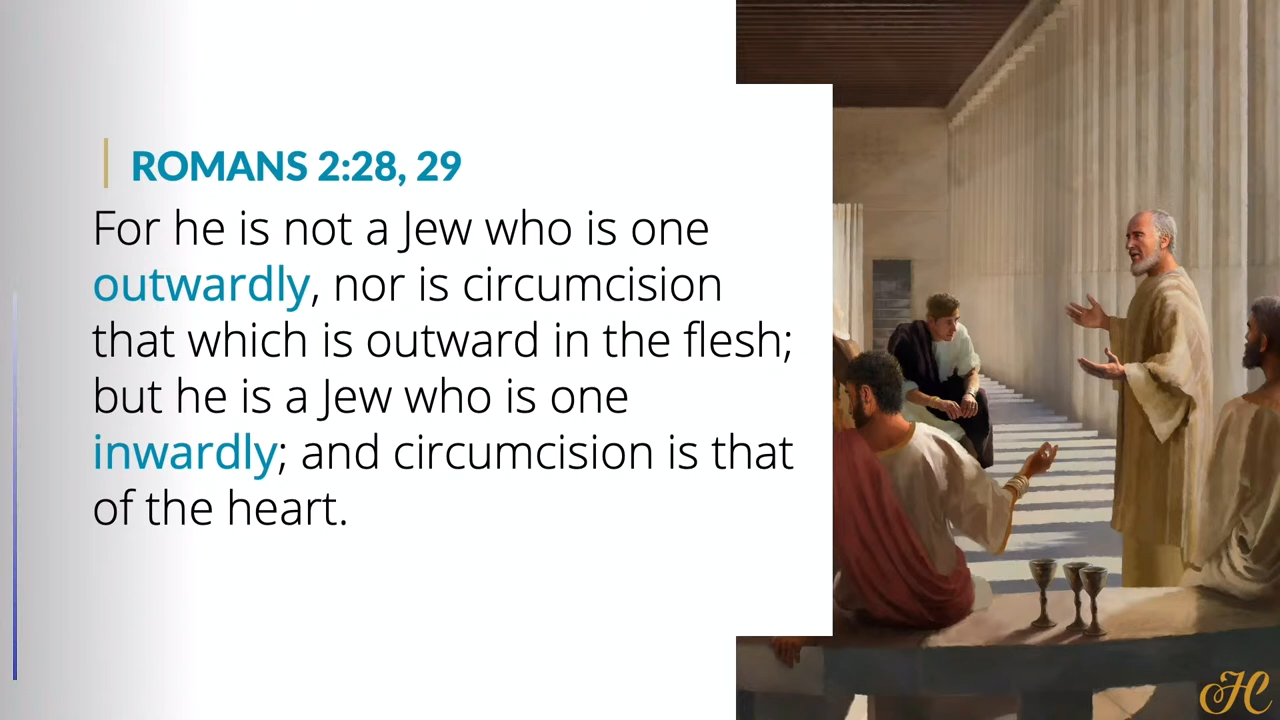 ROMANS 2:28, 29
For he is not a Jew who is one
outwardly, nor is circumcision
that which is outward in the flesh;
but he is a Jew who is one
inwardly; and circumcision is that
of the heart.